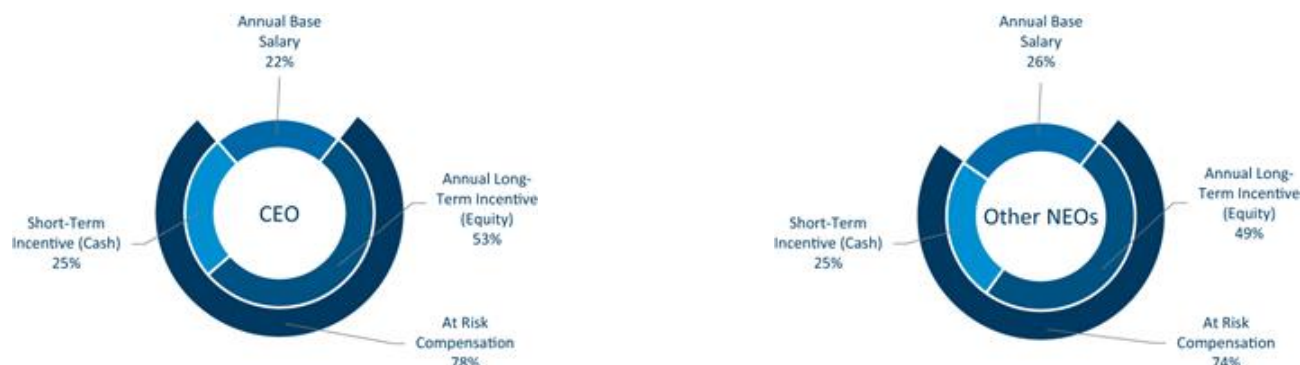 Annual Base
Salary
22%
CEO
Short-Term
Incentive (Cash)
25%
Annual Long-
Term Incentive
(Equity)
53%
At Risk
Compensation
78%
Annual Base
Salary
26%
Other NEOs
Short-Term
Incentive (Cash)
25%
Annual Long-
Term Incentive
(Equity)
49%
At Risk
Compensation
74%